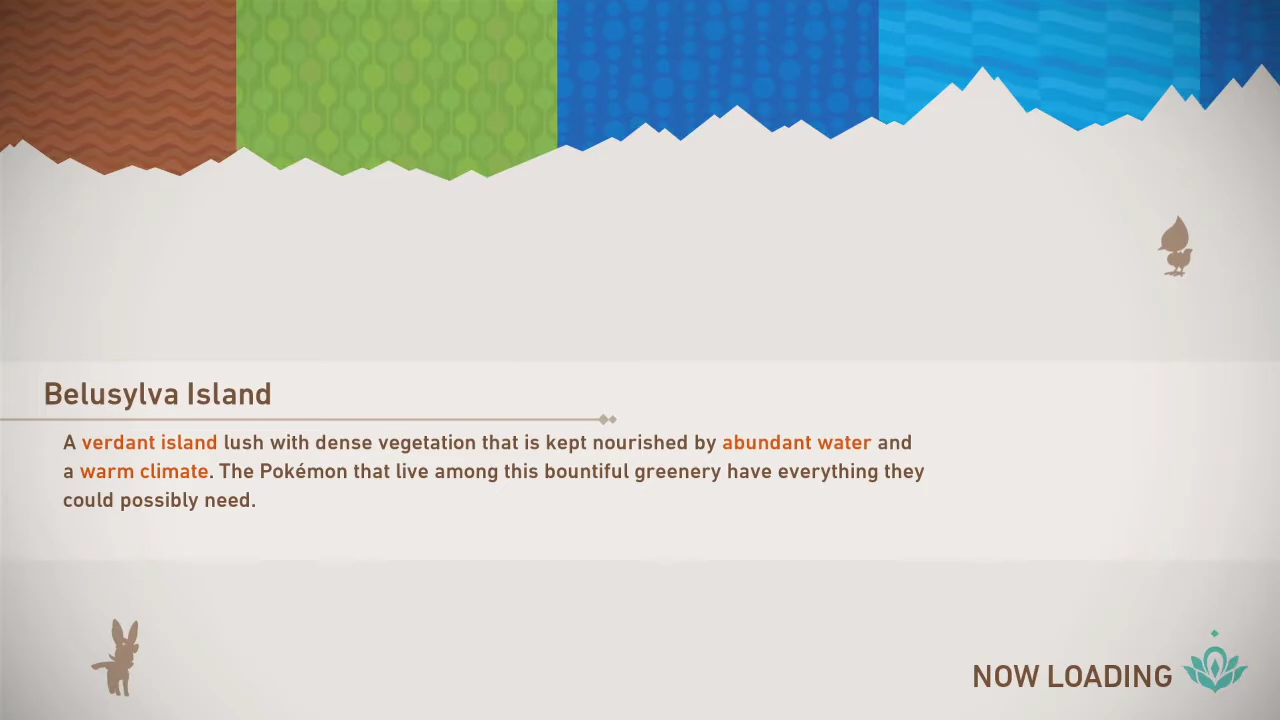 Belusylva Island
A verdant island lush with dense vegetation that is kept nourished by abundant water and
a warm climate. The Pokémon that live among this bountiful greenery have everything they
could possibly need.
NOW LOADING